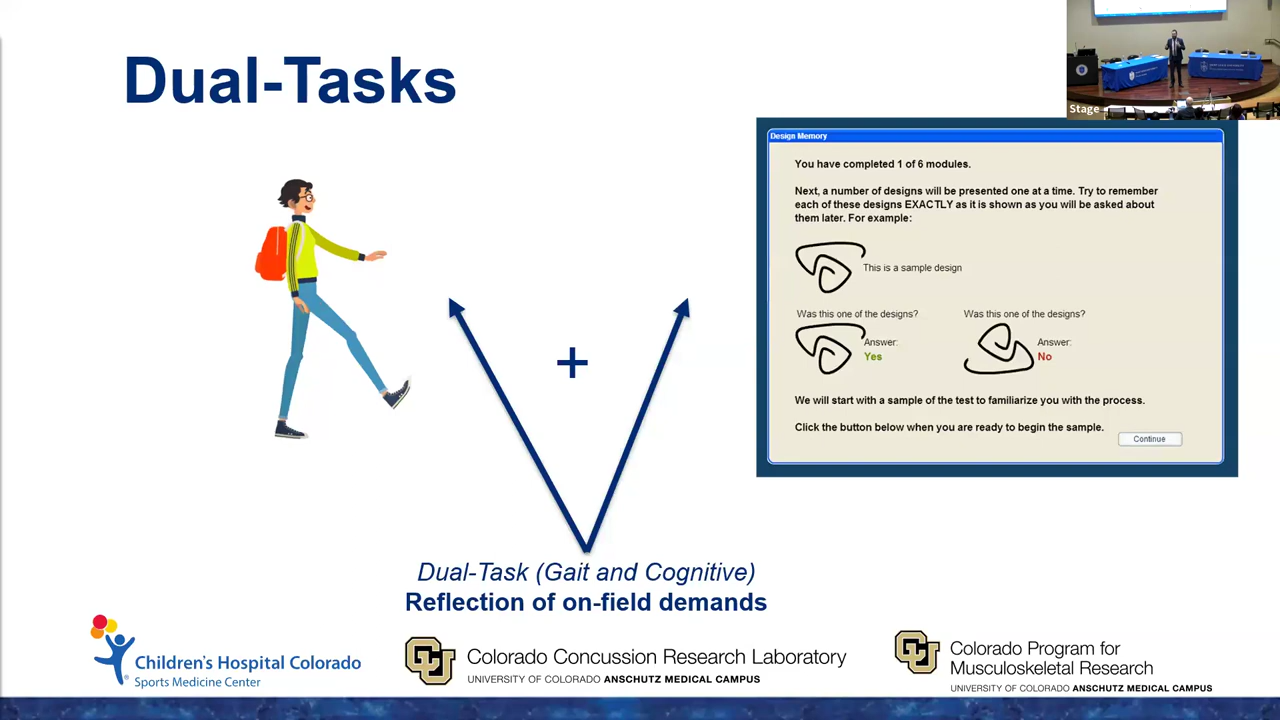 Dual-Tasks
Stage
Design Memory
You have completed 1 of 6 modules.
Next, a number of designs will be presented one at a time. Try to remember
each of these designs EXACTLY as it is shown as you will be asked about
them later. For example:
This is a sample design
Was this one of the designs?
Answer:
Yes
Was this one of the designs?
Answer:
No
We will start with a sample of the test to familiarize you with the process.
Click the button below when you are ready to begin the sample.
Continue
+
Dual-Task (Gait and Cognitive)
Reflection of on-field demands
Children's Hospital Colorado
Sports Medicine Center
CU
Colorado Concussion Research Laboratory
UNIVERSITY OF COLORADO ANSCHUTZ MEDICAL CAMPUS
CU
Colorado Program for
Musculoskeletal Research
UNIVERSITY OF COLORADO ANSCHUTZ MEDICAL CAMPUS